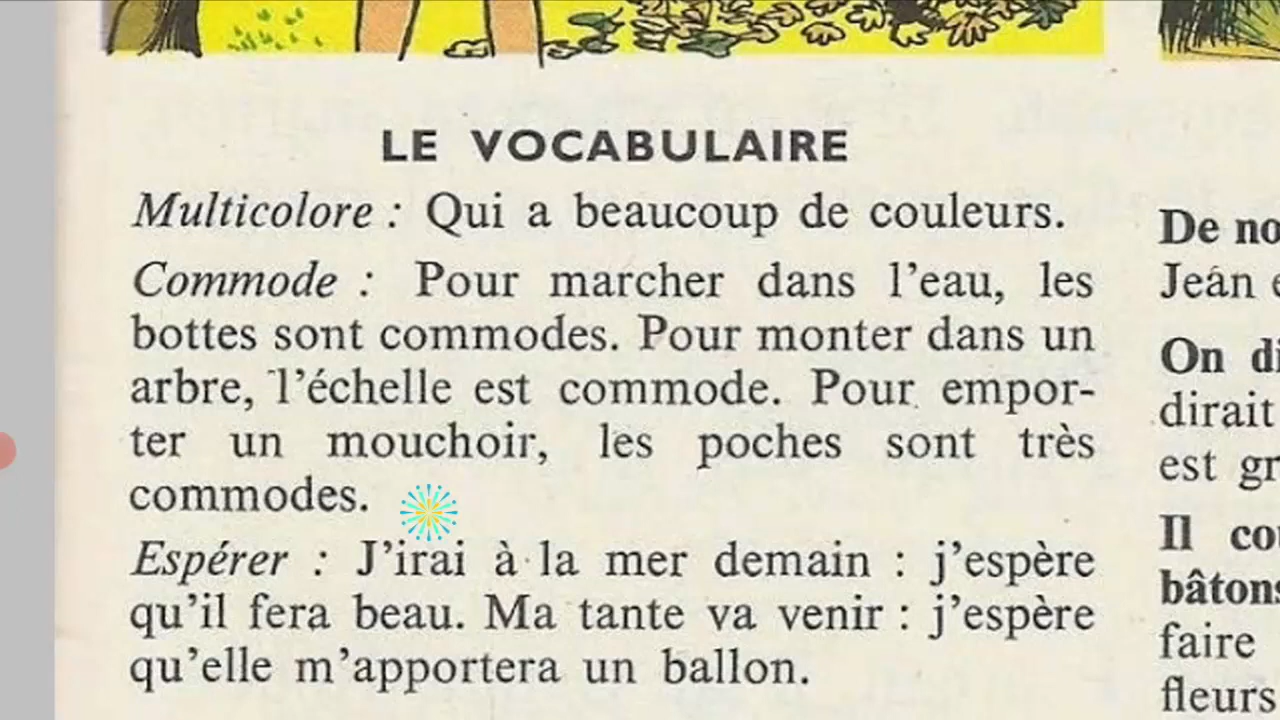 LE VOCABULAIRE
Multicolore : Qui a beaucoup de couleurs.
Commode : Pour marcher dans l'eau, les
bottes sont commodes. Pour monter dans un
arbre, l'échelle est commode. Pour empor-
ter un mouchoir, les poches sont très
commodes.
Espérer : J'irai à la mer demain : j'espère
qu'il fera beau. Ma tante va venir : j'espère
qu'elle m'apportera un ballon.
De
Jean
On
dirait
est
Il
bâtons
faire
fleurs